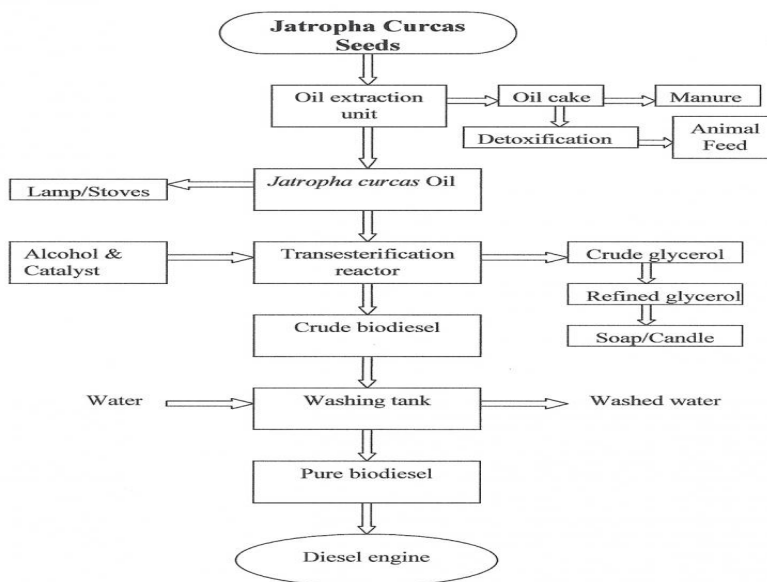 Jatropha Curcas
Seeds
Oil extraction
unit
Oil cake
Manure
Detoxification
Animal
Feed
Jatropha curcas Oil
Lamp/Stoves
Alcohol &
Catalyst
Transesterification
reactor
Crude glycerol
Refined glycerol
Soap/Candle
Crude biodiesel
Water
Washing tank
Washed water
Pure biodiesel
Diesel engine